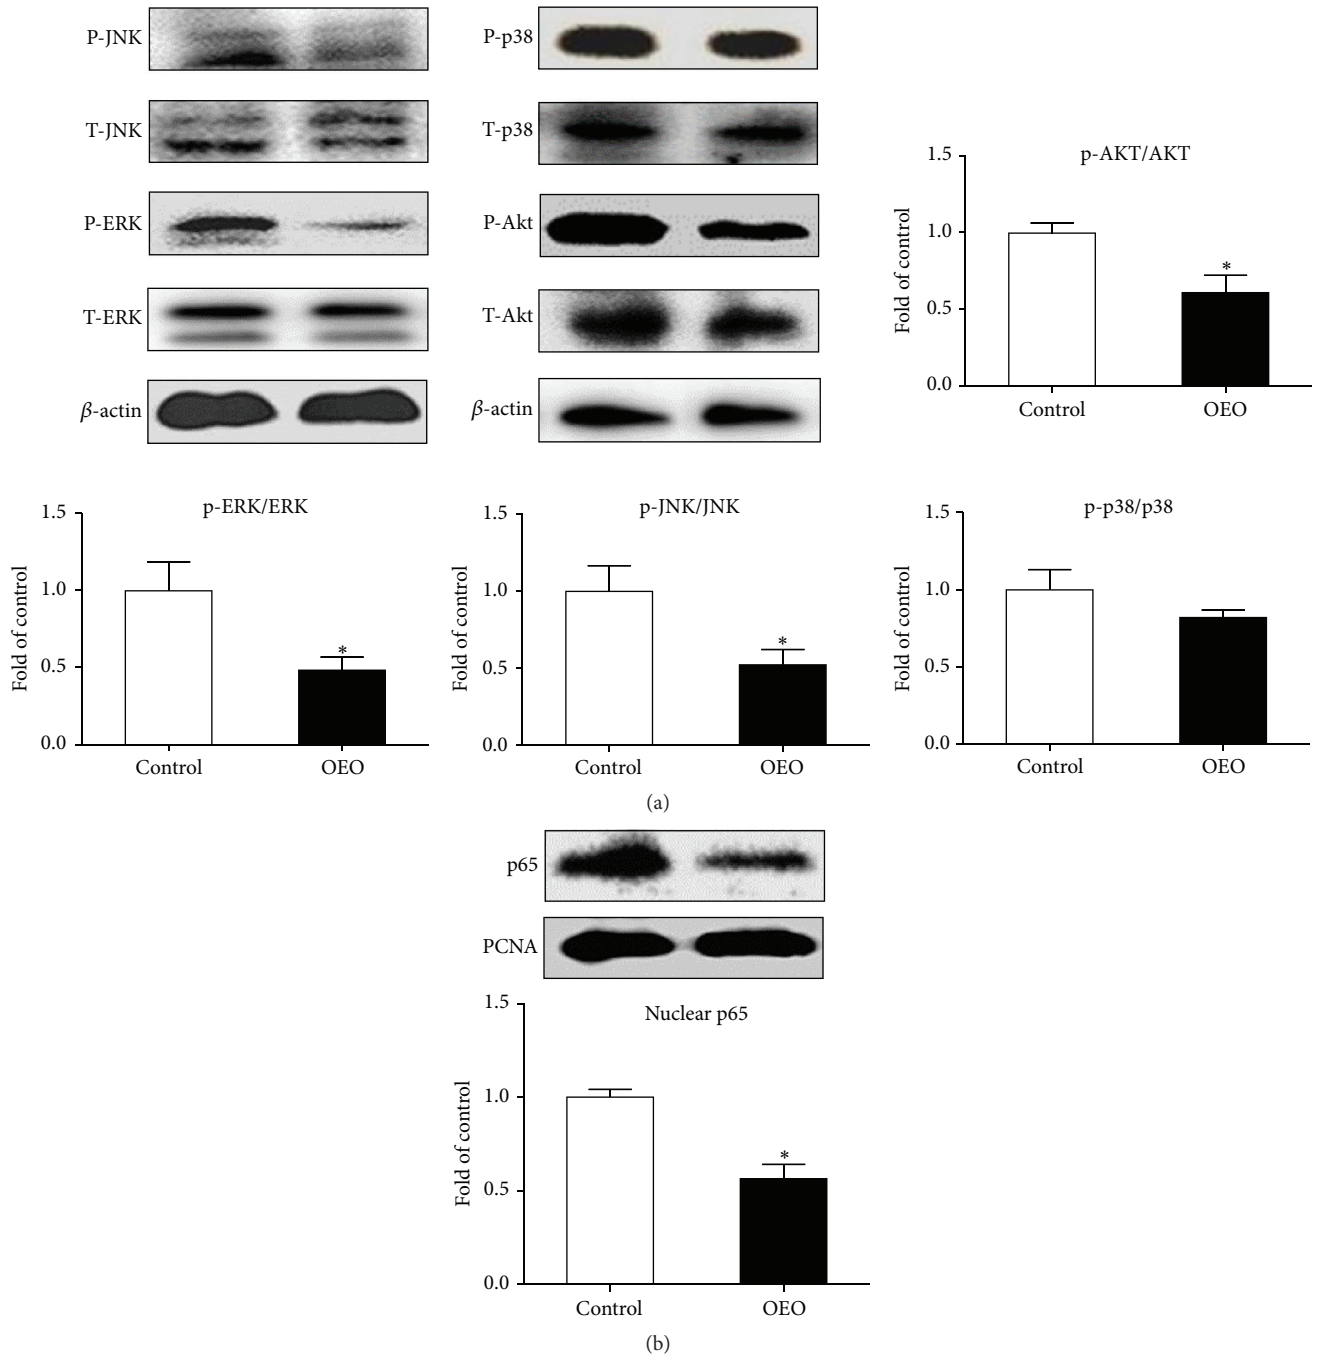 P-JNK
T-JNK
P-ERK
T-ERK
β-actin
P-p38
T-p38
P-Akt
T-Akt
β-actin
p-AKT/AKT
Fold of control
1.5
1.0
0.5
0.0
*
Control OEO
p-ERK/ERK
Fold of control
1.5
1.0
0.5
0.0
*
Control OEO
p-JNK/JNK
Fold of control
1.5
1.0
0.5
0.0
*
Control OEO
p-p38/p38
Fold of control
1.5
1.0
0.5
0.0
Control OEO
(a)
p65
PCNA
Nuclear p65
Fold of control
1.5
1.0
0.5
0.0
*
Control OEO
(b)